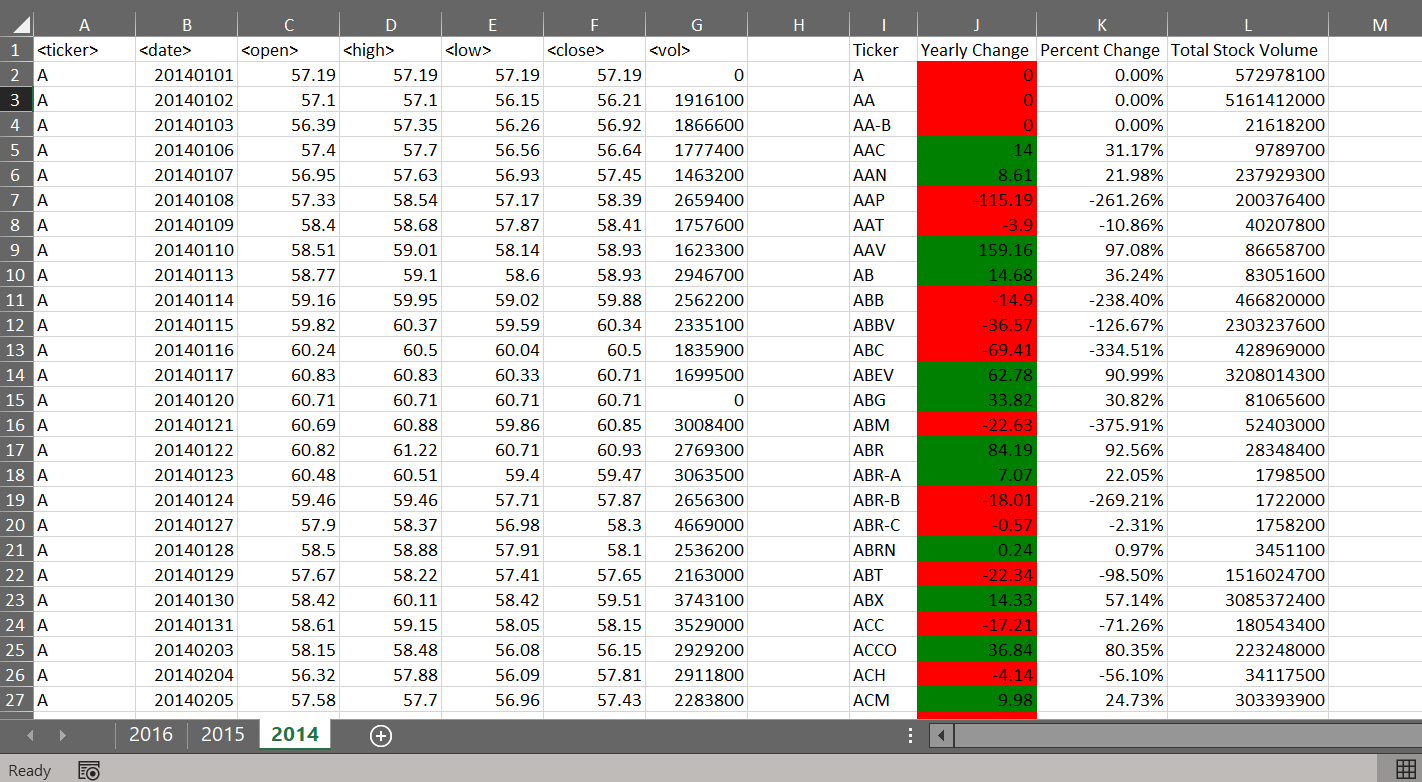 A B C D E F G H I J K L M
1 <ticker> <date> <open> <high> <low> <close> <vol> Ticker Yearly Change Percent Change Total Stock Volume
2 A 20140101 57.19 57.19 57.19 57.19 0 A 0 0.00% 572978100
3 A 20140102 57.1 57.1 56.15 56.21 1916100 AA 0 0.00% 5161412000
4 A 20140103 56.39 57.35 56.26 56.92 1866600 AA-B 0 0.00% 21618200
5 A 20140106 57.4 57.7 56.56 56.64 1777400 AAC 14 31.17% 9789700
6 A 20140107 56.95 57.63 56.93 57.45 1463200 AAN 8.61 21.98% 237929300
7 A 20140108 57.33 58.54 57.17 58.39 2659400 AAP -115.19 -261.26% 200376400
8 A 20140109 58.4 58.68 57.87 58.41 1757600 AAT -3.9 -10.86% 40207800
9 A 20140110 58.51 59.01 58.14 58.93 1623300 AAV 159.16 97.08% 86658700
10 A 20140113 58.77 59.1 58.6 58.93 2946700 AB 14.68 36.24% 83051600
11 A 20140114 59.16 59.95 59.02 59.88 2562200 ABB -14.9 -238.40% 466820000
12 A 20140115 59.82 60.37 59.59 60.34 2335100 ABBV -36.57 -126.67% 2303237600
13 A 20140116 60.24 60.5 60.04 60.5 1835900 ABC -69.41 -334.51% 428969000
14 A 20140117 60.83 60.83 60.33 60.71 1699500 ABEV 62.78 90.99% 3208014300
15 A 20140120 60.71 60.71 60.71 60.71 0 ABG 33.82 30.82% 81065600
16 A 20140121 60.69 60.88 59.86 60.85 3008400 ABM -22.63 -375.91% 52403000
17 A 20140122 60.82 61.22 60.71 60.93 2769300 ABR 84.19 92.56% 28348400
18 A 20140123 60.48 60.51 59.4 59.47 3063500 ABR-A 7.07 22.05% 1798500
19 A 20140124 59.46 59.46 57.71 57.87 2656300 ABR-B -18.01 -269.21% 1722000
20 A 20140127 57.9 58.37 56.98 58.3 4669000 ABR-C -0.57 -2.31% 1758200
21 A 20140128 58.5 58.88 57.91 58.1 2536200 ABRN 0.24 0.97% 3451100
22 A 20140129 57.67 58.22 57.41 57.65 2163000 ABT -22.34 -98.50% 1516024700
23 A 20140130 58.42 60.11 58.42 59.51 3743100 ABX 14.33 57.14% 3085372400
24 A 20140131 58.61 59.15 58.05 58.15 3529000 ACC -17.21 -71.26% 180543400
25 A 20140203 58.15 58.48 56.08 56.15 2929200 ACCO 36.84 80.35% 223248000
26 A 20140204 56.32 57.88 56.09 57.81 2911800 ACH -4.14 -56.10% 34117500
27 A 20140205 57.58 57.7 56.96 57.43 2283800 ACM 9.98 24.73% 303393900
2016 2015 2014
Ready